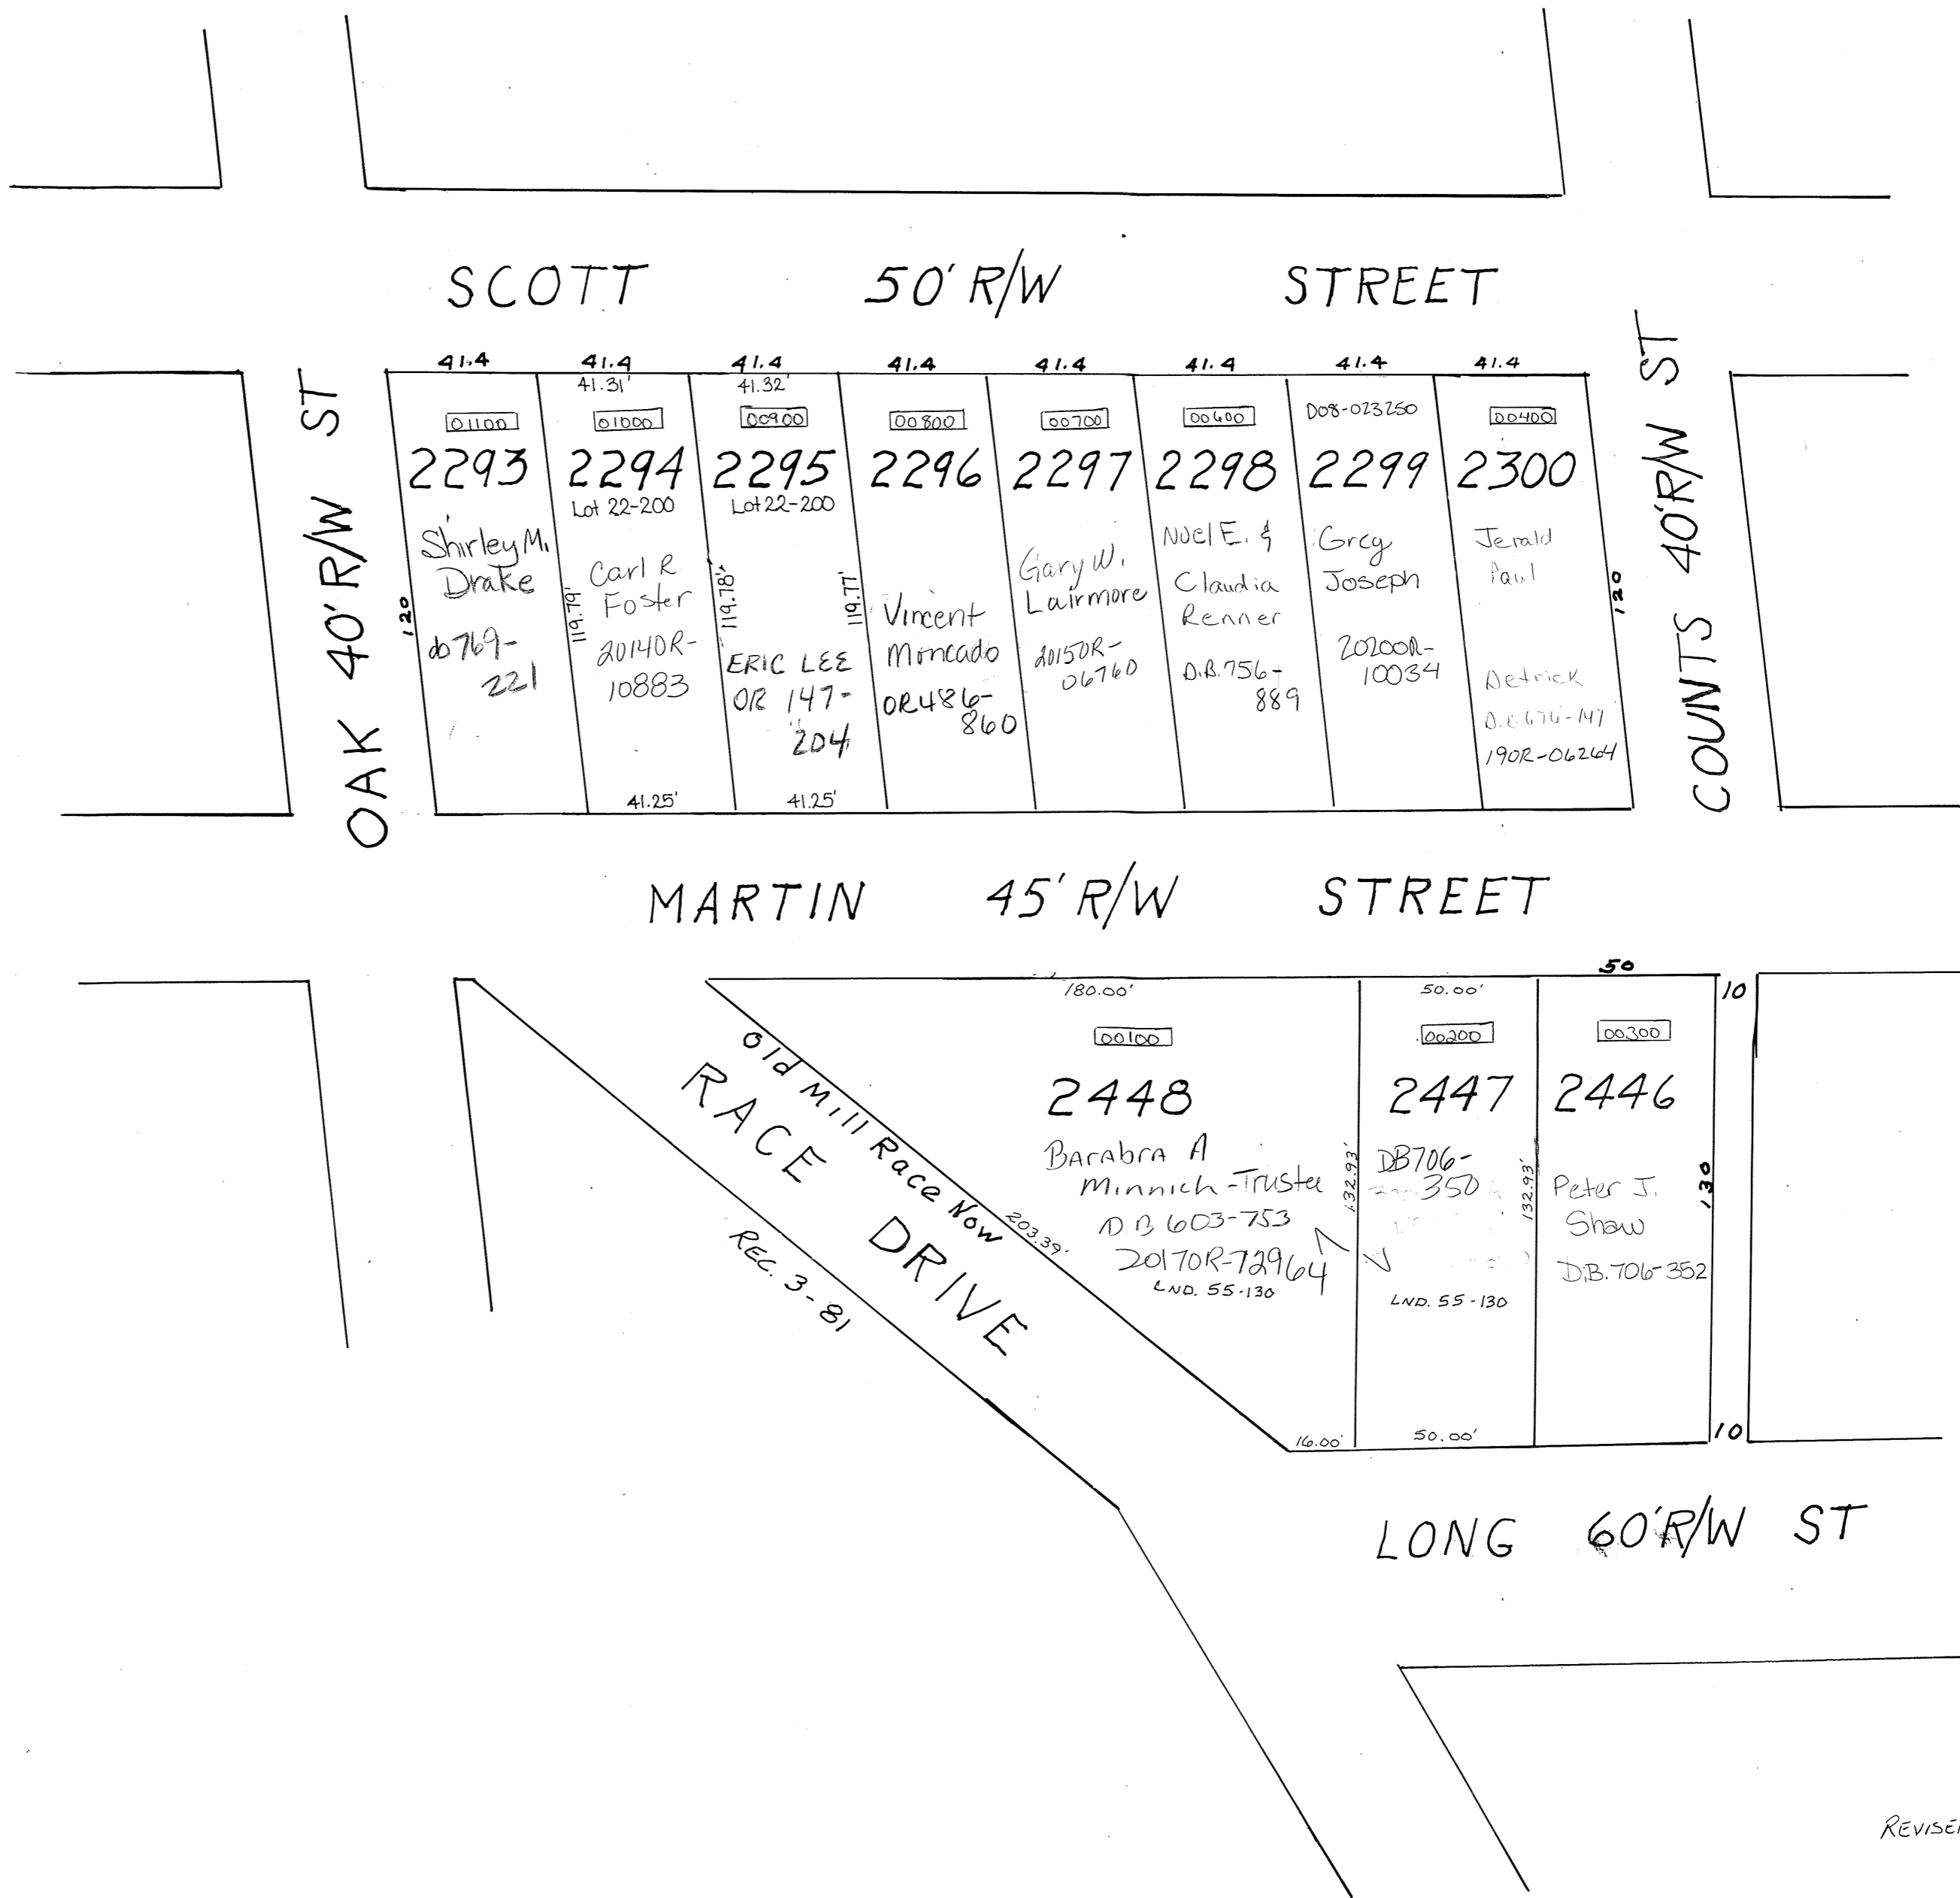 SCOTT 50' R/W STREET
41.4 41.4 41.4 41.4 41.4 41.4 41.4 41.4
41.31' 41.32'
OAK 40' R/W ST
COUNTS 40' R/W ST
120
01100
2293
Shirley M.
Drake
db 769-
221
01000
2294
Lot 22-200
119.79'
Carl R
Foster
20140R-
10883
41.25'
00900
2295
Lot 22-200
119.78'
ERIC LEE
OR 147-
204
41.25'
119.77'
00800
2296
Vincent
Moncado
OR486-
860
00700
2297
Gary W.
Lairmore
20150R-
06760
00600
2298
Noel E. &
Claudia
Renner
D.B. 756-
889
D08-023250
2299
Greg
Joseph
20200R-
10034
00400
2300
Jerald
Paul
Detrick
190R-06264
120
MARTIN 45' R/W STREET
50
180.00' 50.00' 10
00100
2448
Barabra A
Minnich-Trustee
D B 603-753
20170R-72964
LND. 55-130
132.93'
00200
2447
DB706-
350
LND. 55-130
132.93'
00300
2446
Peter J.
Shaw
D.B. 706-352
130
Old Mill Race Now
203.39'
RACE DRIVE
REC. 3-81
16.00' 50.00' 10
LONG 60' R/W ST